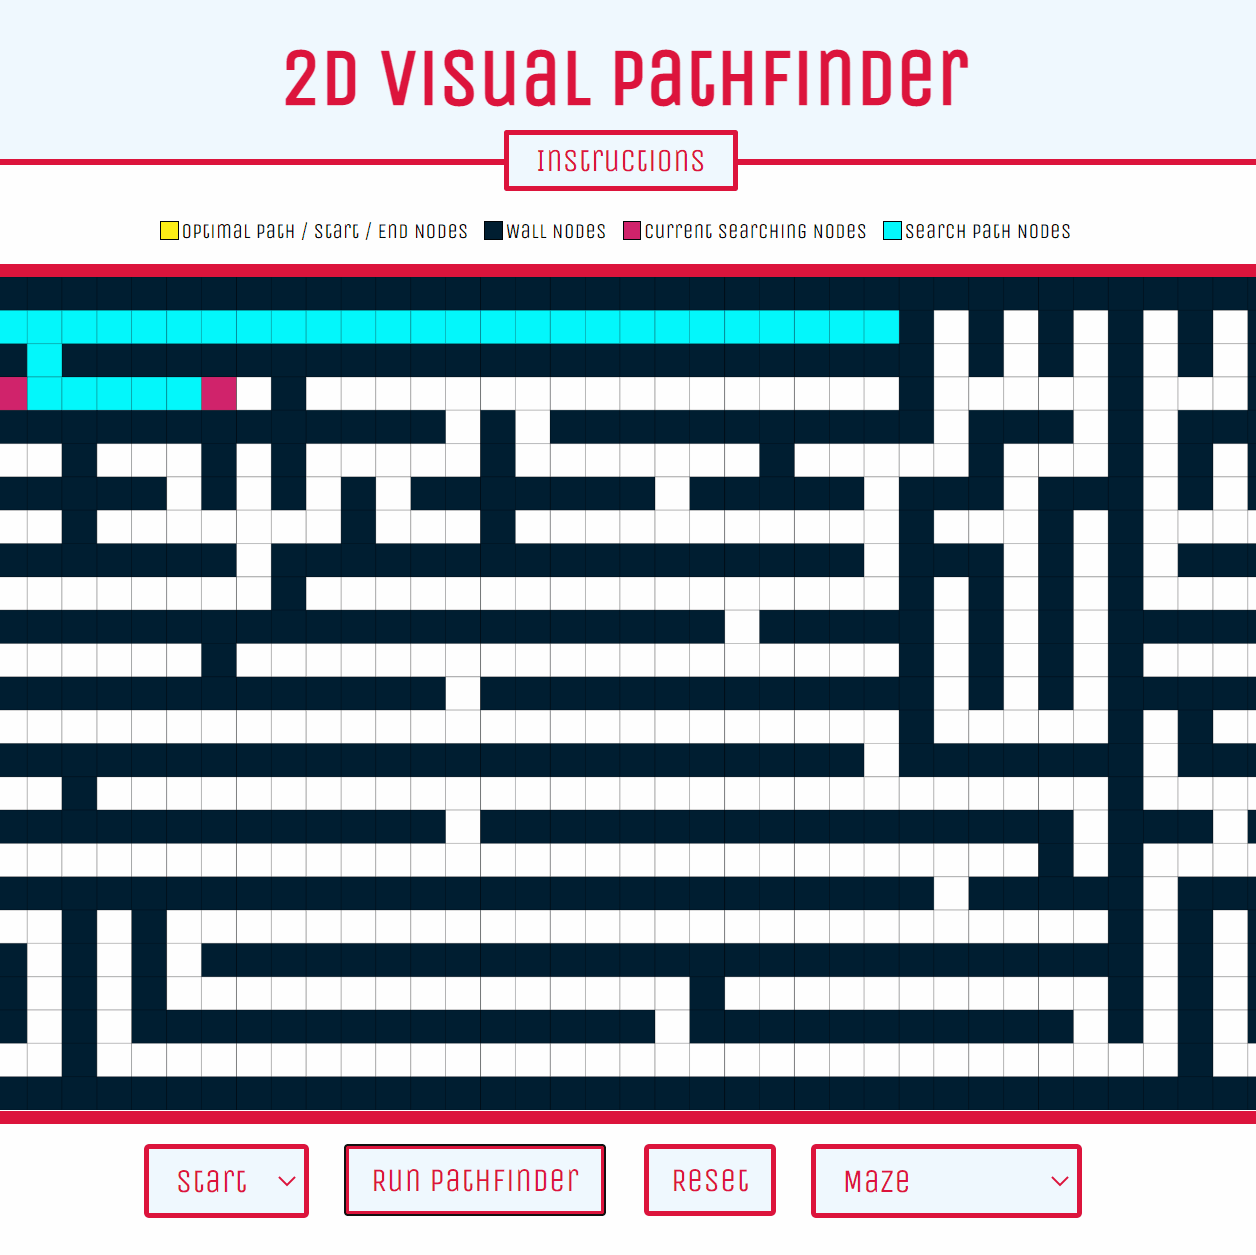 2D Visual Pathfinder
Instructions
Optimal Path / Start / End Nodes Wall Nodes Current Searching Nodes Search Path Nodes
Start Run Pathfinder Reset Maze